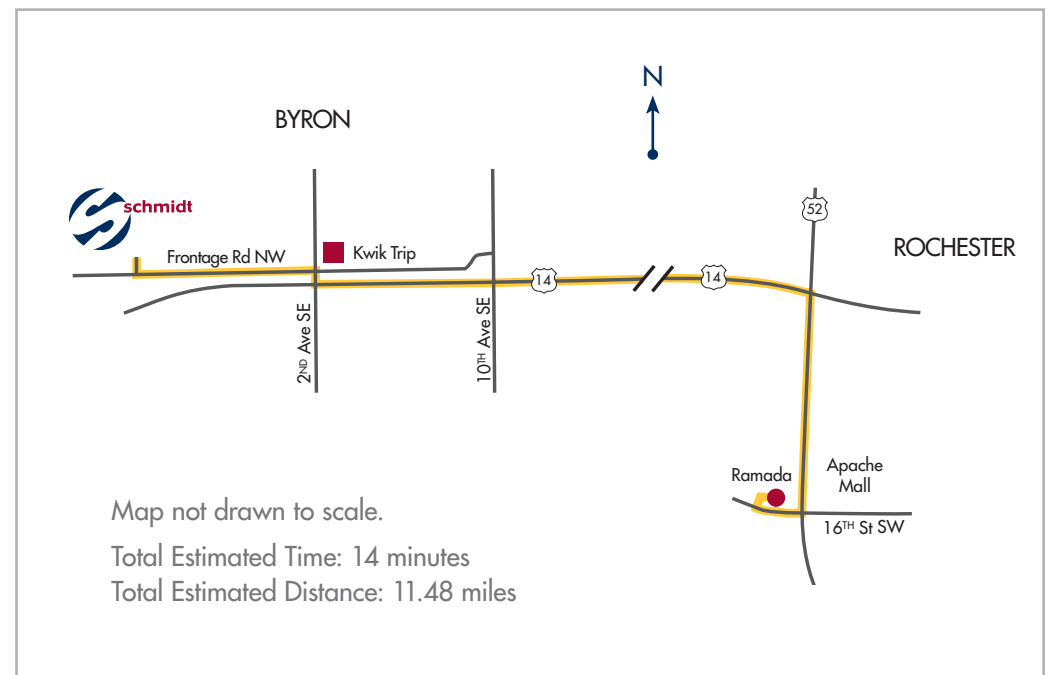 N
BYRON
schmidt
52
ROCHESTER
Frontage Rd NW
Kwik Trip
14
14
2ND Ave SE
10TH Ave SE
Ramada
Apache
Mall
16TH St SW
Map not drawn to scale.
Total Estimated Time: 14 minutes
Total Estimated Distance: 11.48 miles